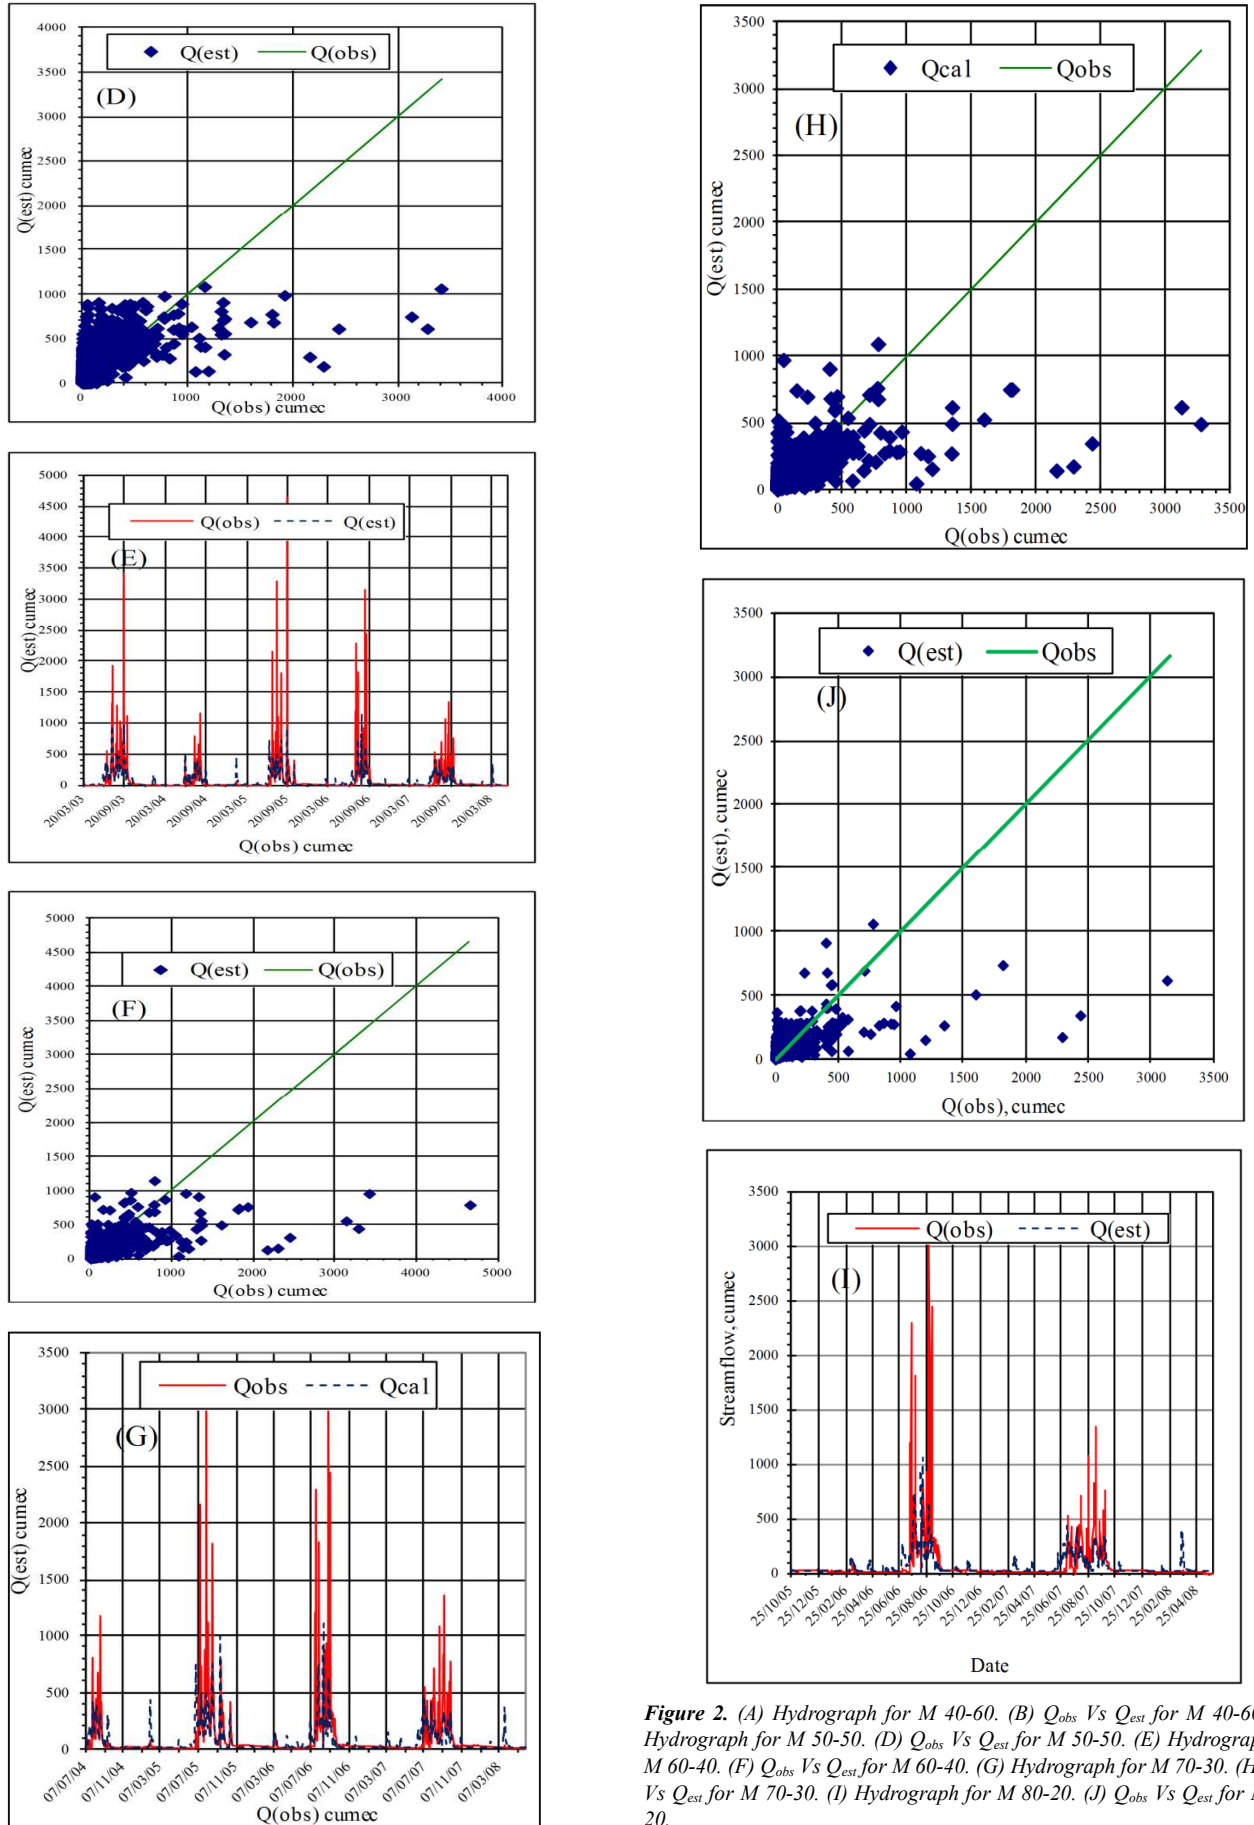 4000
3500
3000
2500
2000
1500
1000
500
0
Q(est) cumec
Q(est) Q(obs)
(D)
0 1000 2000 3000 4000
Q(obs) cumec
5000
4500
4000
3500
3000
2500
2000
1500
1000
500
0
Q(est) cumec
Q(obs) Q(est)
(E)
20/03/03 20/09/03 20/03/04 20/09/04 20/03/05 20/09/05 20/03/06 20/09/06 20/03/07 20/09/07 20/03/08
Q(obs) cumec
5000
4500
4000
3500
3000
2500
2000
1500
1000
500
0
Q(est) cumec
Q(est) Q(obs)
(F)
0 1000 2000 3000 4000 5000
Q(obs) cumec
3500
3000
2500
2000
1500
1000
500
0
Q(est) cumec
Qobs Qcal
(G)
07/07/04 07/11/04 07/03/05 07/07/05 07/11/05 07/03/06 07/07/06 07/11/06 07/03/07 07/07/07 07/11/07 07/03/08
Q(obs) cumec
3500
3000
2500
2000
1500
1000
500
0
Q(est) cumec
Qcal Qobs
(H)
0 500 1000 1500 2000 2500 3000 3500
Q(obs) cumec
3500
3000
2500
2000
1500
1000
500
0
Q(est), cumec
Q(est) Qobs
(J)
0 500 1000 1500 2000 2500 3000 3500
Q(obs), cumec
3500
3000
2500
2000
1500
1000
500
0
Streamflow, cumec
Q(obs) Q(est)
(I)
25/10/05 25/12/05 25/02/06 25/04/06 25/06/06 25/08/06 25/10/06 25/12/06 25/02/07 25/04/07 25/06/07 25/08/07 25/10/07 25/12/07 25/02/08 25/04/08
Date
Figure 2. (A) Hydrograph for M 40-60. (B) Qobs Vs Qest for M 40-60
Hydrograph for M 50-50. (D) Qobs Vs Qest for M 50-50. (E) Hydrograp
M 60-40. (F) Qobs Vs Qest for M 60-40. (G) Hydrograph for M 70-30. (H
Vs Qest for M 70-30. (I) Hydrograph for M 80-20. (J) Qobs Vs Qest for
20.